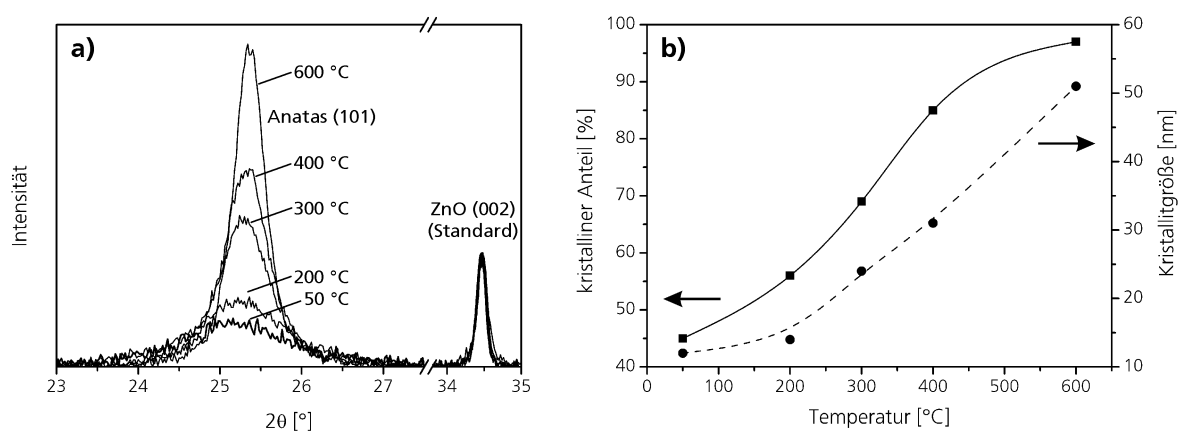 a)
600 °C
Anatas (101)
400 °C
300 °C
200 °C
50 °C
ZnO (002)
(Standard)
Intensität
23 24 25 26 27 34 35
2θ [°]
b)
100
90
80
70
60
50
40
kristalliner Anteil [%]
60
50
40
30
20
10
Kristallitgröße [nm]
0 100 200 300 400 500 600
Temperatur [°C]